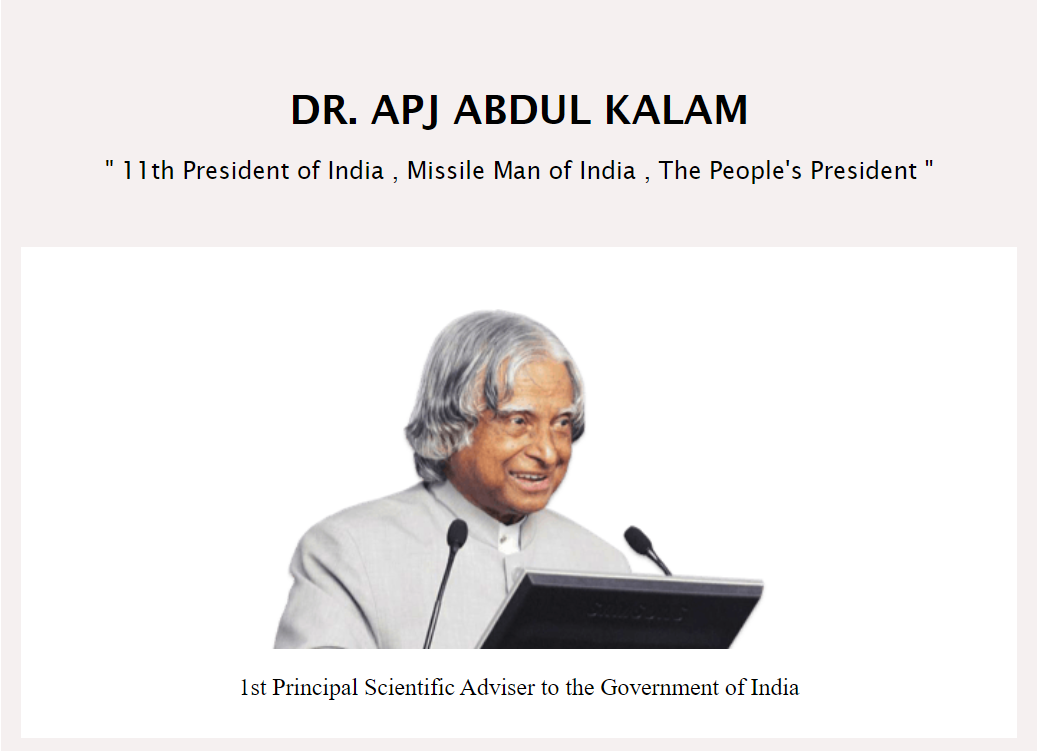 DR. APJ ABDUL KALAM
" 11th President of India , Missile Man of India , The People's President "
SAMSUNG
1st Principal Scientific Adviser to the Government of India